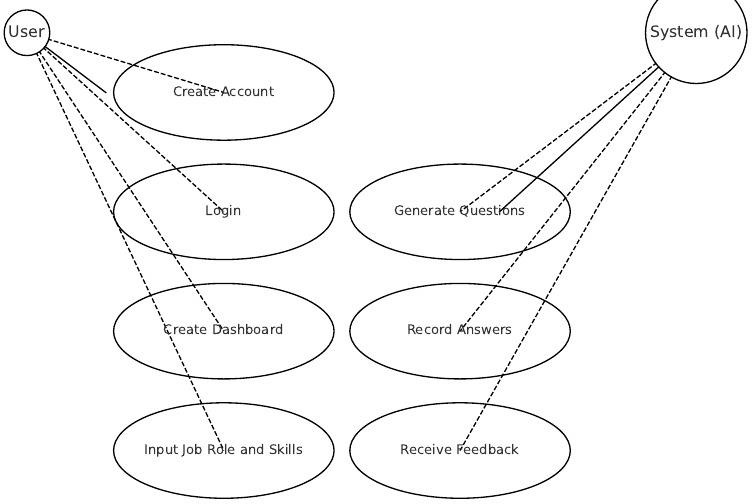 User
System (AI)
Create Account
Login
Generate Questions
Create Dashboard
Record Answers
Input Job Role and Skills
Receive Feedback